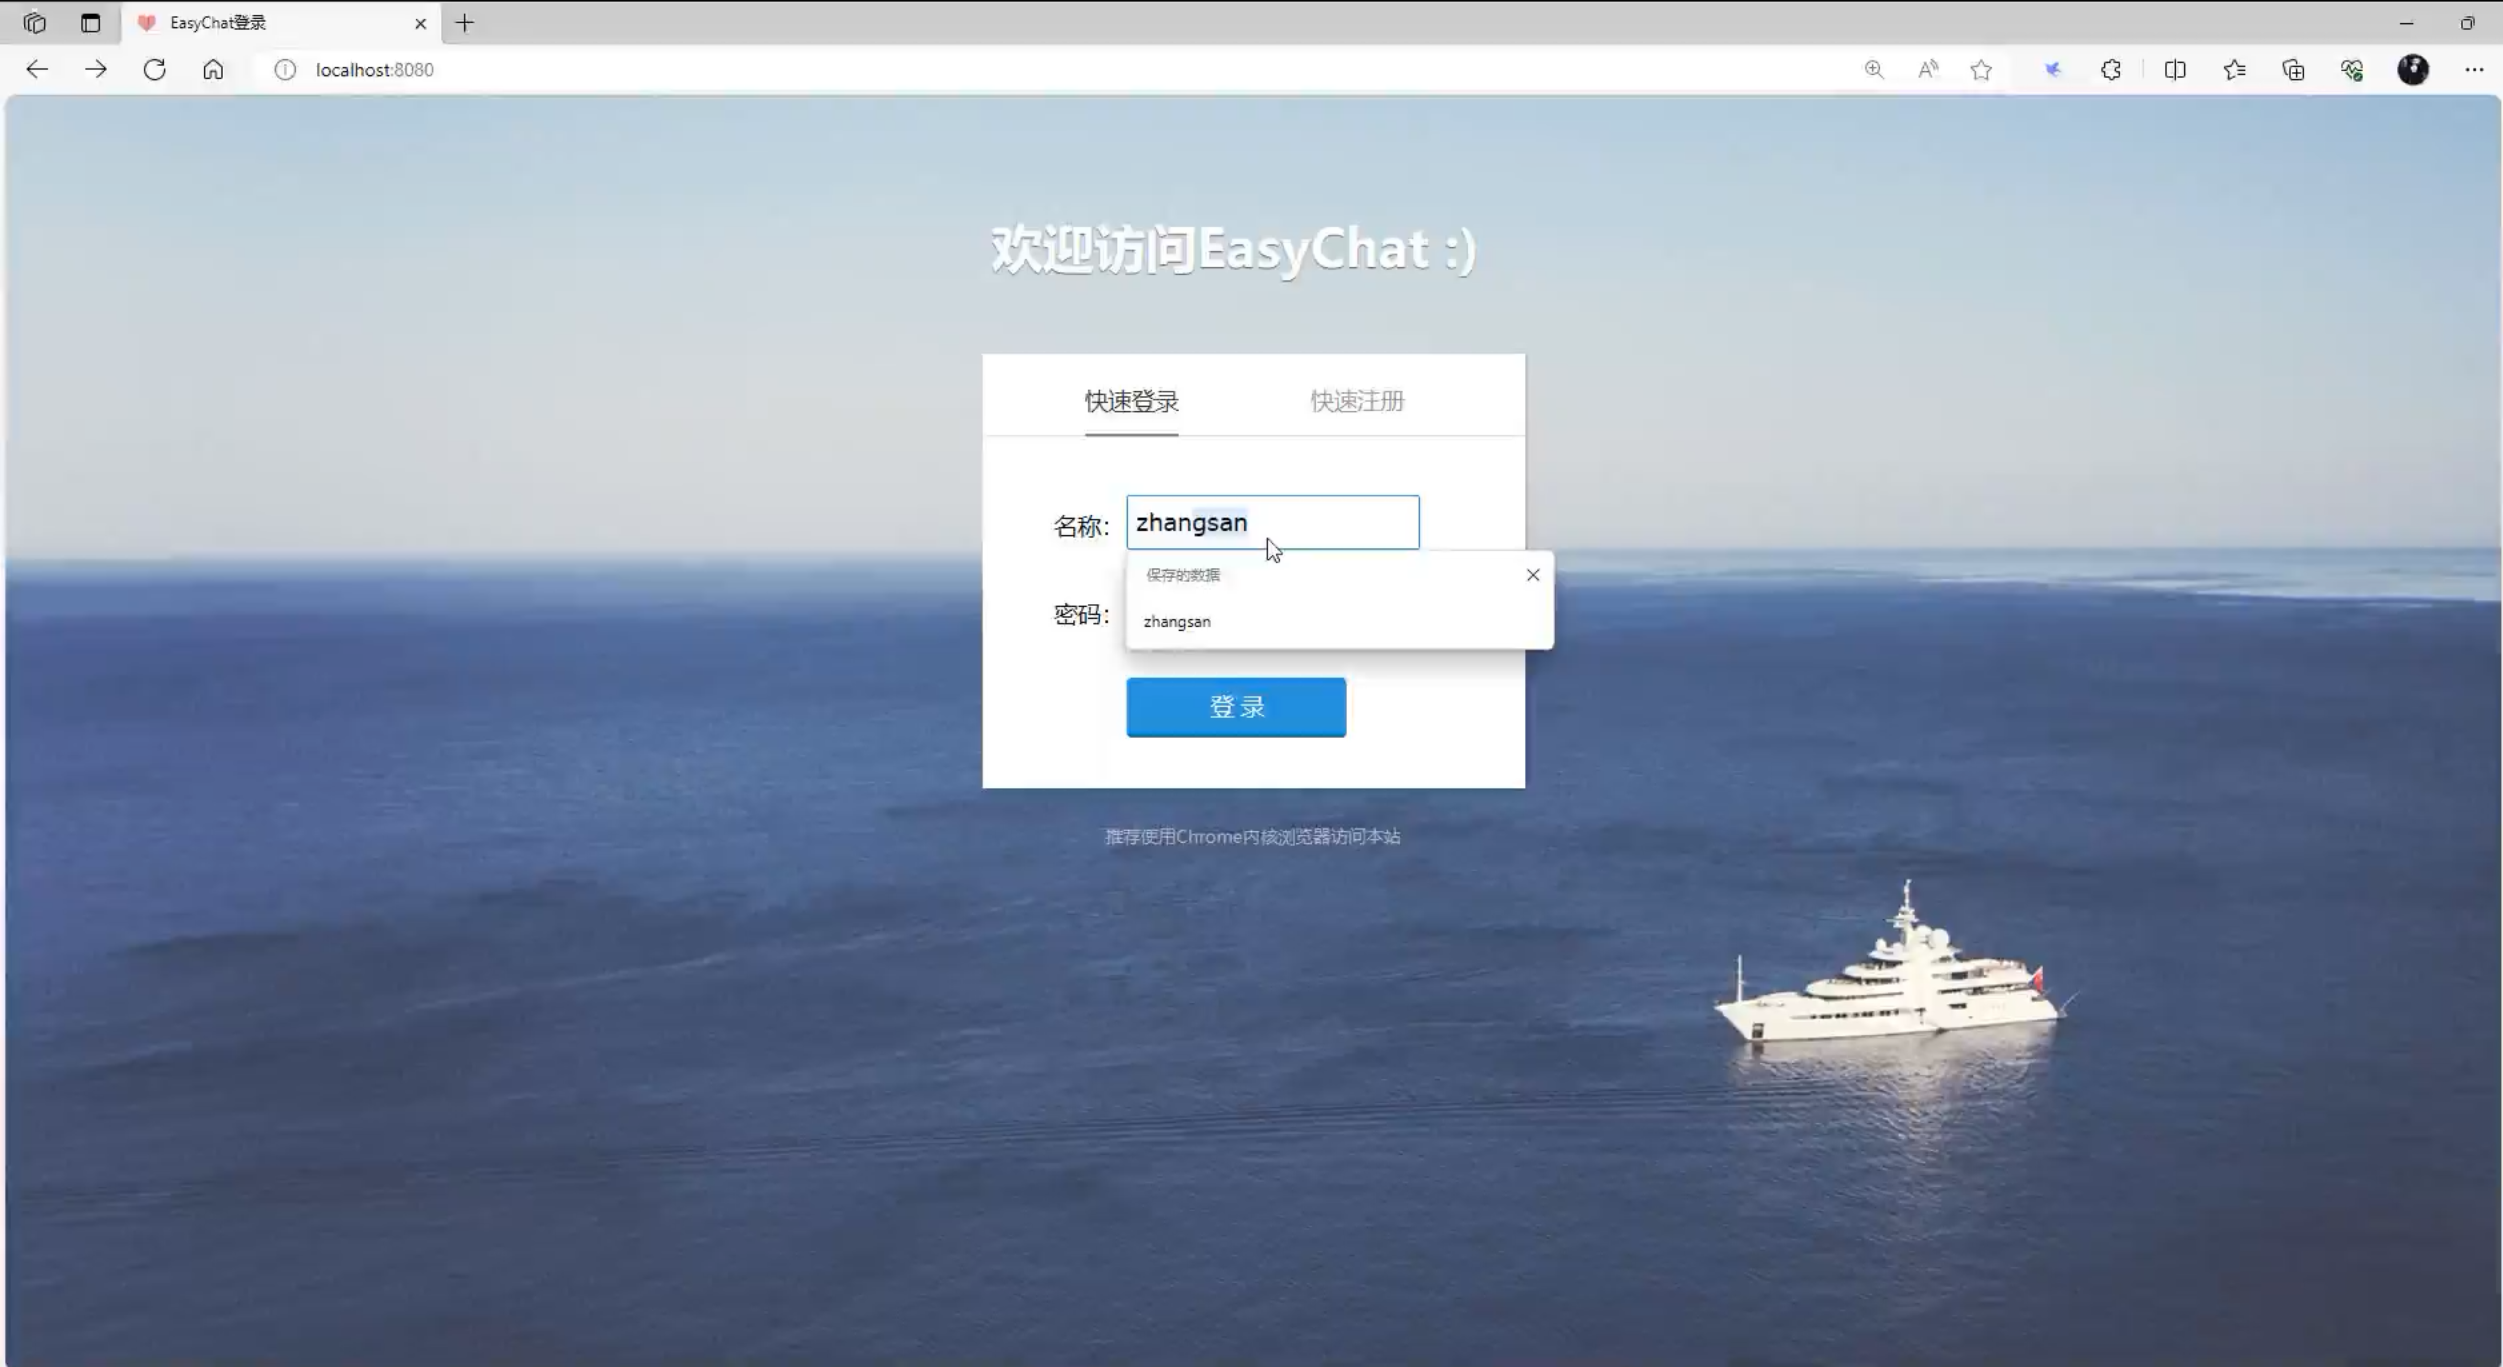 EasyChat登录
localhost:8080
欢迎访问EasyChat :)
快速登录 快速注册
名称: zhangsan
保存的数据
密码: zhangsan
登 录
推荐使用Chrome内核浏览器访问本站